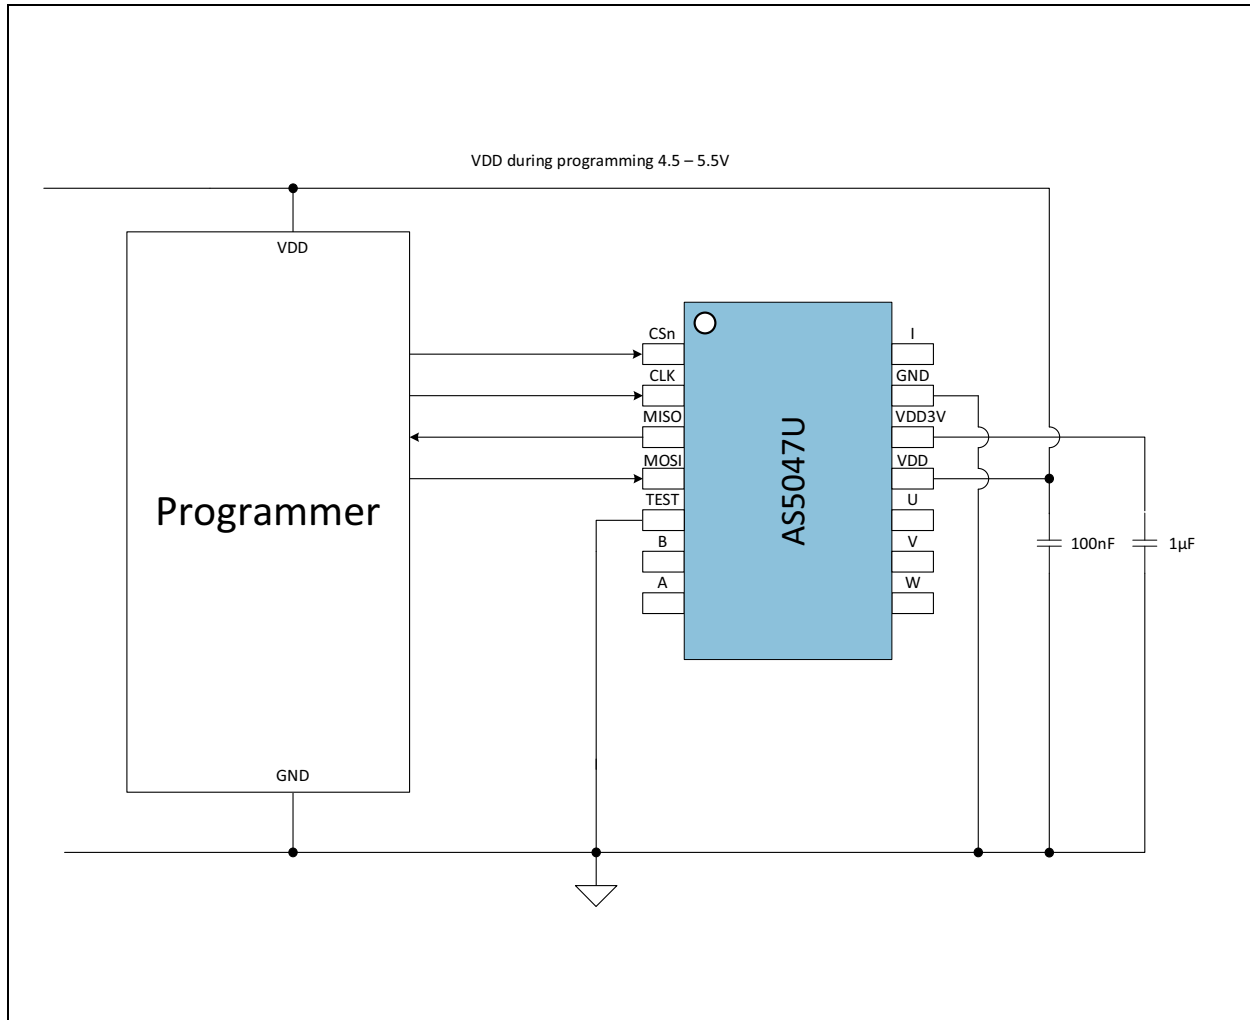 VDD during programming 4.5 – 5.5V
VDD
Programmer
GND
CSn
CLK
MISO
MOSI
TEST
B
A
AS5047U
I
GND
VDD3V
VDD
U
V
W
100nF
1µF